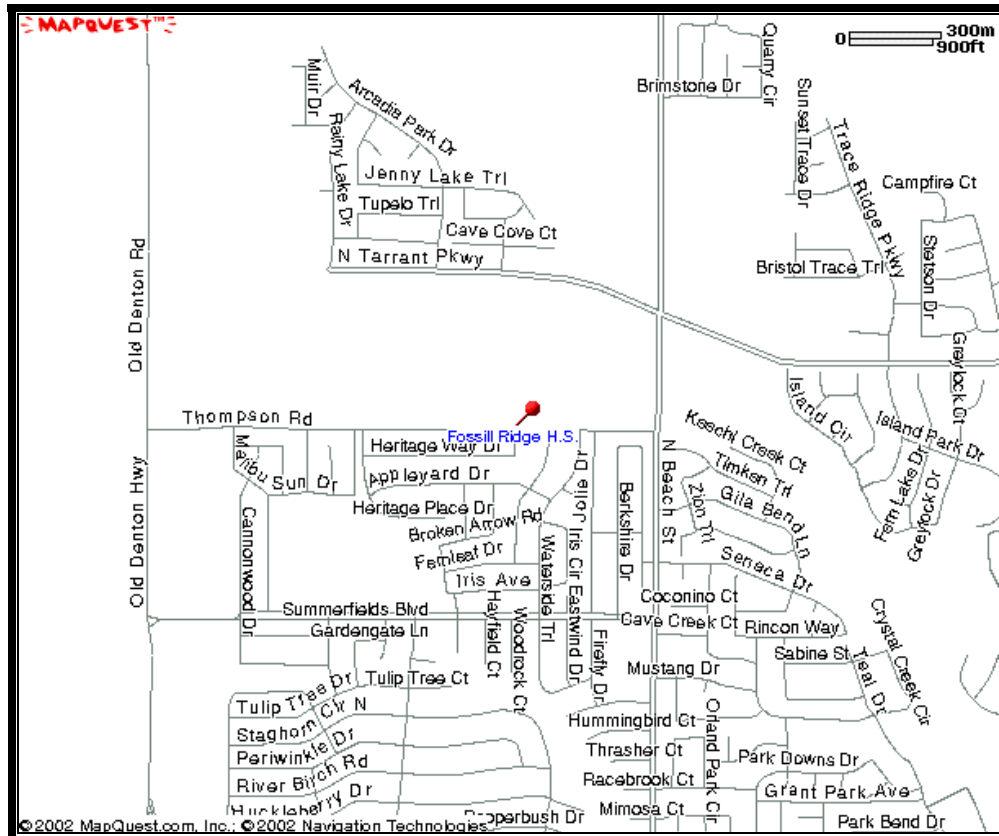 MAPQUEST™
0
300m
900ft
Quarry Cir
Brimstone Dr
Muir Dr
Arcadia Park Dr
Sunset Trace Dr
Trace Ridge Pkwy
Rainy Lake Dr
Jenny Lake Trl
Campfire Ct
Tupelo Trl
Cave Cove Ct
N Tarrant Pkwy
Bristol Trace Trl
Stetson Dr
Old Denton Rd
Greylock Ct
Island Cir
Thompson Rd
Fossill Ridge H.S.
Keechi Creek Ct
Island Park Dr
Malibu Sun Dr
Heritage Way Dr
Jolie Dr
N Beach St
Timken Trl
Appleyard Dr
Fern Lake Dr
Greylock Dr
Old Denton Hwy
Zion Trl
Gila Bend Ln
Berkshire Dr
Heritage Place Dr
Broken Arrow Rd
Cannonwood Dr
Fernleaf Dr
Iris Cir
Waterside Trl
Seneca Dr
Iris Ave
Eastwind Dr
Coconino Ct
Summerfields Blvd
Hayfield Ct
Woodrock Ct
Cave Creek Ct
Rincon Way
Crystal Creek Cir
Gardengate Ln
Firefly Dr
Sabine St
Teal Dr
Mustang Dr
Tulip Tree Dr
Tulip Tree Ct
Staghorn Cir N
Hummingbird Ct
Orland Park Cir
Periwinkle Dr
Thrasher Ct
Park Downs Dr
River Birch Rd
Racebrook Ct
Grant Park Ave
Huckleberry Dr
Mimosa Ct
Park Bend Dr
©2002 MapQuest.com, Inc.; ©2002 Navigation Technologies